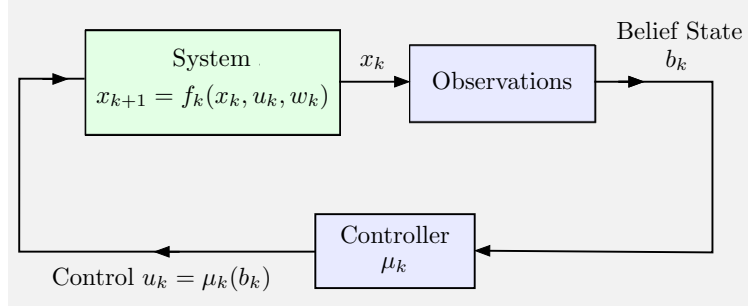 System
x_{k+1} = f_k(x_k, u_k, w_k)
x_k
Observations
Belief State
b_k
Controller
μ_k
Control u_k = μ_k(b_k)